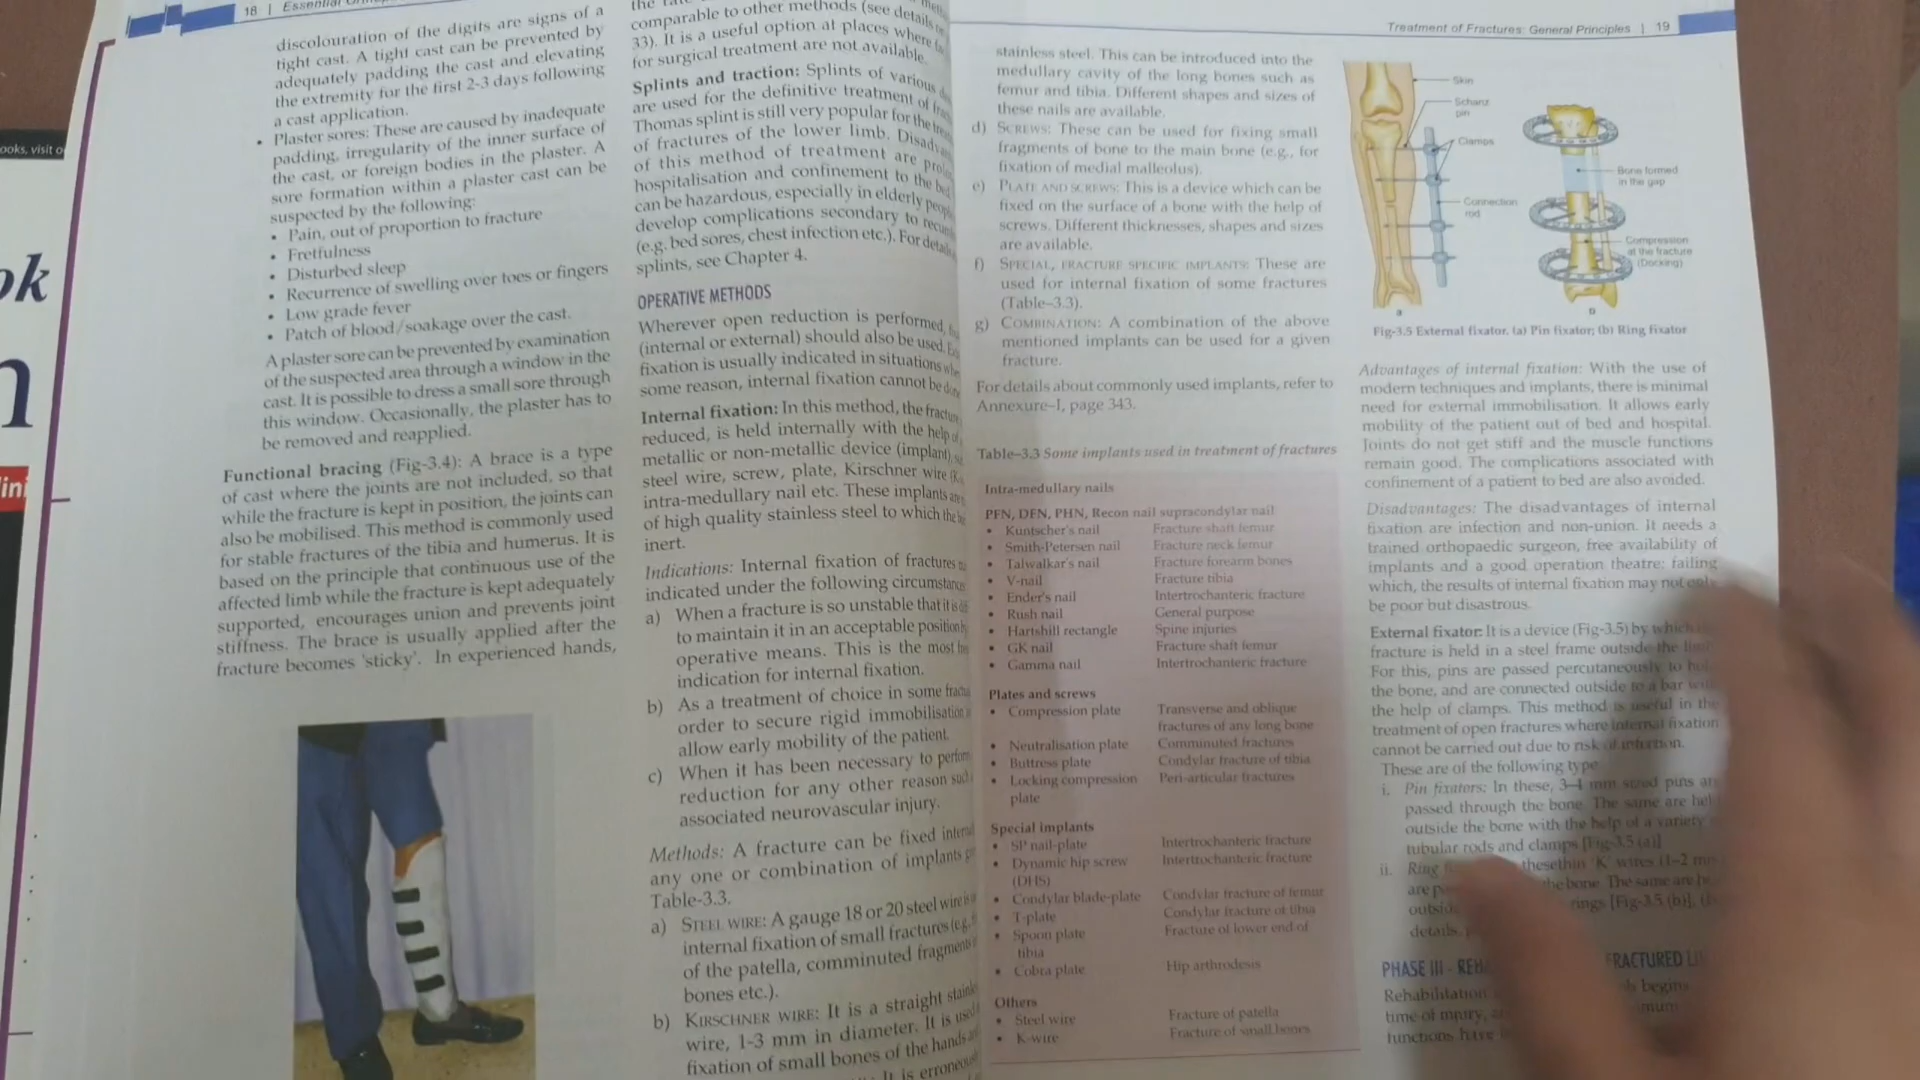 18 | Essential
discolouration of the digits are signs of a
tight cast. A tight cast can be prevented by
adequately padding the cast and elevating
the extremity for the first 2-3 days following
a cast application.
• Plaster sores: These are caused by inadequate
padding, irregularity of the inner surface of
the cast, or foreign bodies in the plaster. A
sore formation within a plaster cast can be
suspected by the following:
• Pain, out of proportion to fracture
• Fretfulness
• Disturbed sleep
• Recurrence of swelling over toes or fingers
• Low grade fever
• Patch of blood/soakage over the cast.
A plaster sore can be prevented by examination
of the suspected area through a window in the
cast. It is possible to dress a small sore through
this window. Occasionally, the plaster has to
be removed and reapplied.
Functional bracing (Fig-3.4): A brace is a type
of cast where the joints are not included, so that
while the fracture is kept in position, the joints can
also be mobilised. This method is commonly used
for stable fractures of the tibia and humerus. It is
based on the principle that continuous use of the
affected limb while the fracture is kept adequately
supported, encourages union and prevents joint
stiffness. The brace is usually applied after the
fracture becomes 'sticky'. In experienced hands,
comparable to other methods (see details
33). It is a useful option at places where
for surgical treatment are not available.
Splints and traction: Splints of various
are used for the definitive treatment of
Thomas splint is still very popular for the
of fractures of the lower limb.
of this method of treatment are
hospitalisation and confinement to the
can be hazardous, especially in elderly
develop complications secondary to
(e.g. bed sores, chest infection etc.). For
splints, see Chapter 4.
OPERATIVE METHODS
Wherever open reduction is performed,
(internal or external) should also be used.
fixation is usually indicated in situations
some reason, internal fixation cannot be
Internal fixation: In this method, the
reduced, is held internally with the help of
metallic or non-metallic device (implant),
steel wire, screw, plate, Kirschner wire
intra-medullary nail etc. These implants
of high quality stainless steel to which the
inert.
Indications: Internal fixation of fractures
indicated under the following
a) When a fracture is so unstable that it is
to maintain it in an acceptable position
operative means. This is the most
indication for internal fixation.
b) As a treatment of choice in some
order to secure rigid immobilisation
allow early mobility of the patient.
c) When it has been necessary to
reduction for any other reason
associated neurovascular injury.
Methods: A fracture can be fixed
any one or combination of implants
Table-3.3.
a) STEEL WIRE: A gauge 18 or 20 steel wire is
internal fixation of small fractures (e.g.,
of the patella, comminuted fragments
bones etc.).
b) KIRSCHNER WIRE: It is a straight
wire, 1-3 mm in diameter. It is
fixation of small bones of the hands
It is
Treatment of Fractures: General Principles | 19
stainless steel. This can be introduced into the
medullary cavity of the long bones such as
femur and tibia. Different shapes and sizes of
these nails are available.
d) SCREWS: These can be used for fixing small
fragments of bone to the main bone (e.g., for
fixation of medial malleolus).
e) PLATE AND SCREWS: This is a device which can be
fixed on the surface of a bone with the help of
screws. Different thicknesses, shapes and sizes
are available.
f) SPECIAL, FRACTURE SPECIFIC IMPLANTS: These are
used for internal fixation of some fractures
(Table-3.3).
g) COMBINATION: A combination of the above
mentioned implants can be used for a given
fracture.
For details about commonly used implants, refer to
Annexure-I, page 343.
Table-3.3 Some implants used in treatment of fractures
Intra-medullary nails
PFN, DFN, PHN, Recon nail supracondylar nail
• Kuntscher's nail Fracture shaft femur
• Smith-Petersen nail Fracture neck femur
• Talwalkar's nail Fracture forearm bones
• V-nail Fracture tibia
• Ender's nail Intertrochanteric fracture
• Rush nail General purpose
• Hartshill rectangle Spine injuries
• GK nail Fracture shaft femur
• Gamma nail Intertrochanteric fracture
Plates and screws
• Compression plate Transverse and oblique
fractures of any long bone
• Neutralisation plate Comminuted fractures
• Buttress plate Condylar fracture of tibia
• Locking compression Peri-articular fractures
plate
Special implants
• SP nail-plate Intertrochanteric fracture
• Dynamic hip screw Intertrochanteric fracture
(DHS)
• Condylar blade-plate Condylar fracture of femur
• T-plate Condylar fracture of tibia
• Spoon plate Fracture of lower end of
tibia
• Cobra plate Hip arthrodesis
Others
• Steel wire Fracture of patella
• K-wire Fracture of small bones
Skin
Schanz
pin
Clamps
Connection
rod
a
Bone formed
in the gap
Compression
at the fracture
(Docking)
b
Fig-3.5 External fixator. (a) Pin fixator; (b) Ring fixator
Advantages of internal fixation: With the use of
modern techniques and implants, there is minimal
need for external immobilisation. It allows early
mobility of the patient out of bed and hospital.
Joints do not get stiff and the muscle functions
remain good. The complications associated with
confinement of a patient to bed are also avoided.
Disadvantages: The disadvantages of internal
fixation are infection and non-union. It needs a
trained orthopaedic surgeon, free availability of
implants and a good operation theatre; failing
which, the results of internal fixation may not only
be poor but disastrous.
External fixator: It is a device (Fig-3.5) by which
fracture is held in a steel frame outside the
For this, pins are passed percutaneously to
the bone, and are connected outside to a bar
the help of clamps. This method is useful in the
treatment of open fractures where internal fixation
cannot be carried out due to risk of infection.
These are of the following type
i. Pin fixators: In these, 3-4 mm sized pins
passed through the bone. The same are
outside the bone with the help of a variety
tubular rods and clamps [Fig-3.5 (a)]
ii. Ring thin 'K' wires (1-2
are the bone. The same are
rings [Fig-3.5 (b)],
details,
PHASE III - FRACTURED
Rehabilitation begins
time of injury,
functions have
ooks, visit
ok